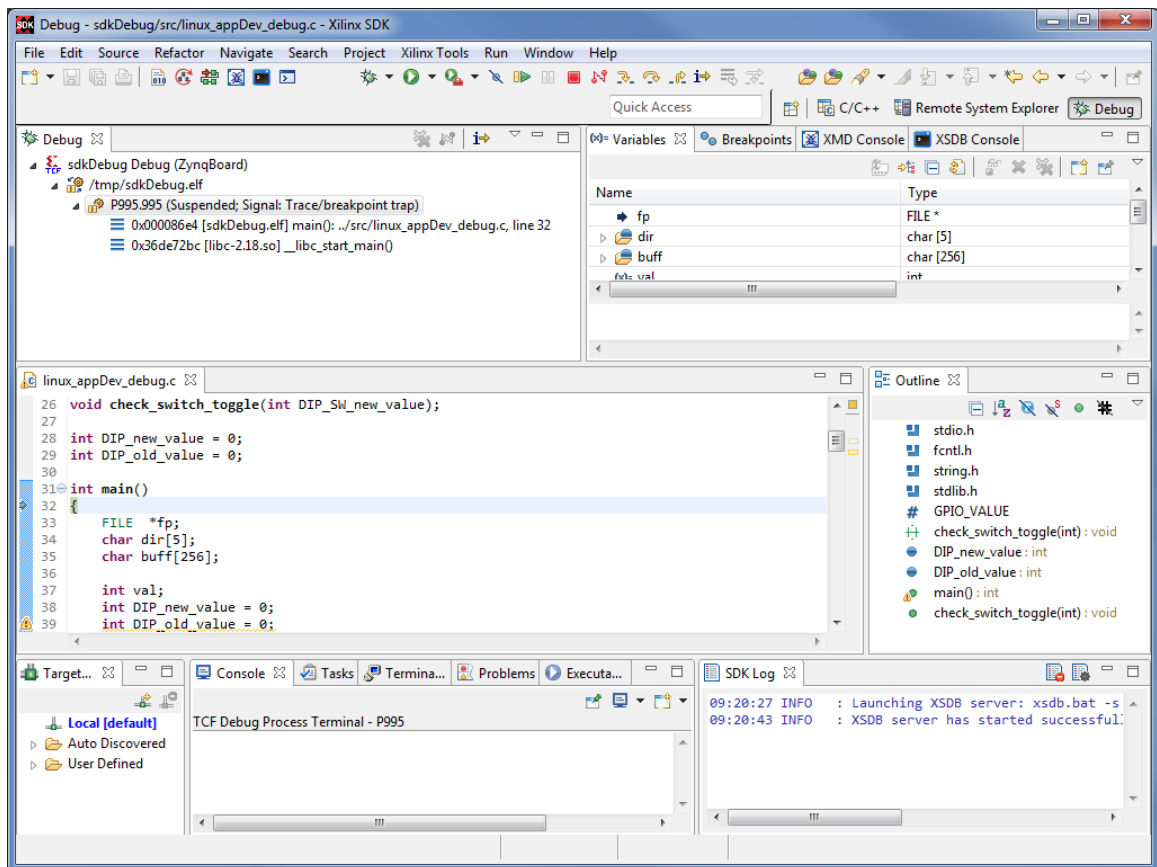 Debug - sdkDebug/src/linux_appDev_debug.c - Xilinx SDK
File Edit Source Refactor Navigate Search Project Xilinx Tools Run Window Help
Quick Access C/C++ Remote System Explorer Debug
Debug
sdkDebug Debug (ZynqBoard)
/tmp/sdkDebug.elf
P995.995 (Suspended; Signal: Trace/breakpoint trap)
0x000086e4 [sdkDebug.elf] main(): ../src/linux_appDev_debug.c, line 32
0x36de72bc [libc-2.18.so] __libc_start_main()
(x)= Variables Breakpoints XMD Console XSDB Console
Name Type
fp FILE *
dir char [5]
buff char [256]
(x)= val int
linux_appDev_debug.c
26 void check_switch_toggle(int DIP_SW_new_value);
27
28 int DIP_new_value = 0;
29 int DIP_old_value = 0;
30
31 int main()
32 {
33 FILE *fp;
34 char dir[5];
35 char buff[256];
36
37 int val;
38 int DIP_new_value = 0;
39 int DIP_old_value = 0;
Outline
stdio.h
fcntl.h
string.h
stdlib.h
# GPIO_VALUE
check_switch_toggle(int) : void
DIP_new_value : int
DIP_old_value : int
main() : int
check_switch_toggle(int) : void
Target...
Local [default]
Auto Discovered
User Defined
Console Tasks Termina... Problems Executa...
TCF Debug Process Terminal - P995
SDK Log
09:20:27 INFO : Launching XSDB server: xsdb.bat -s
09:20:43 INFO : XSDB server has started successful